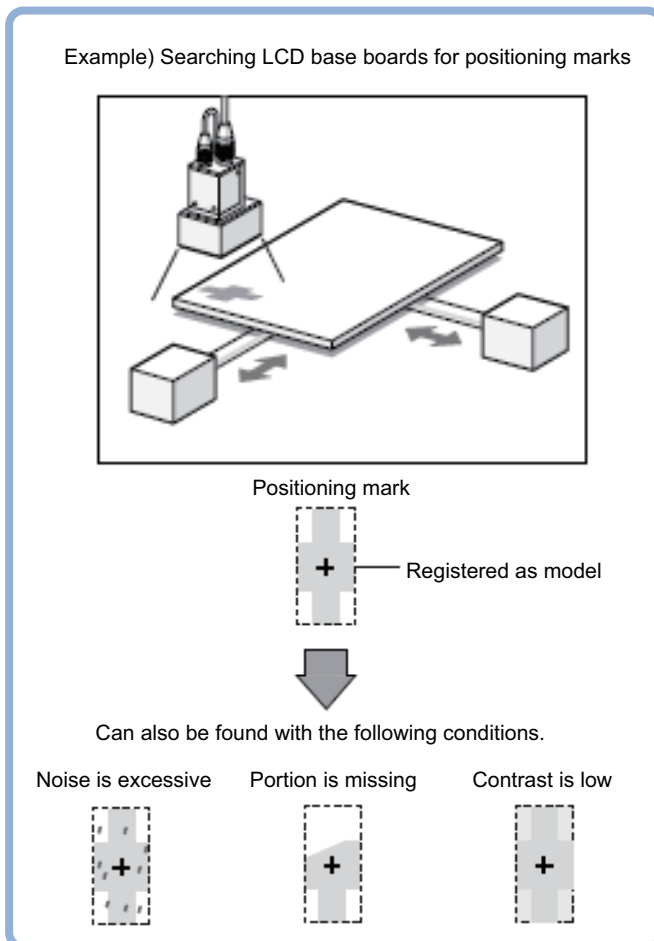 Example) Searching LCD base boards for positioning marks
Positioning mark
Registered as model
Can also be found with the following conditions.
Noise is excessive
Portion is missing
Contrast is low